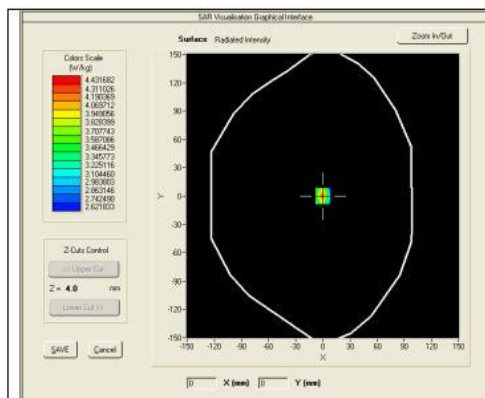 SAR Visualisation Graphical Interface
Surface Radiated Intensity
Zoom In/Out
Colors Scale
(W/kg)
4.431682
4.311026
4.190369
4.069712
3.949056
3.828399
3.707743
3.587086
3.466429
3.345773
3.225116
3.104460
2.983803
2.863146
2.742490
2.621833
Z-Cuts Control
<< Upper Cut
Z = 4.0 mm
Lower Cut >>
SAVE
Cancel
150
120
90
60
30
0
-30
-60
-90
-120
-150
Y
-150 -120 -90 -60 -30 0 30 60 90 120 150
X
0 X (mm) 0 Y (mm)